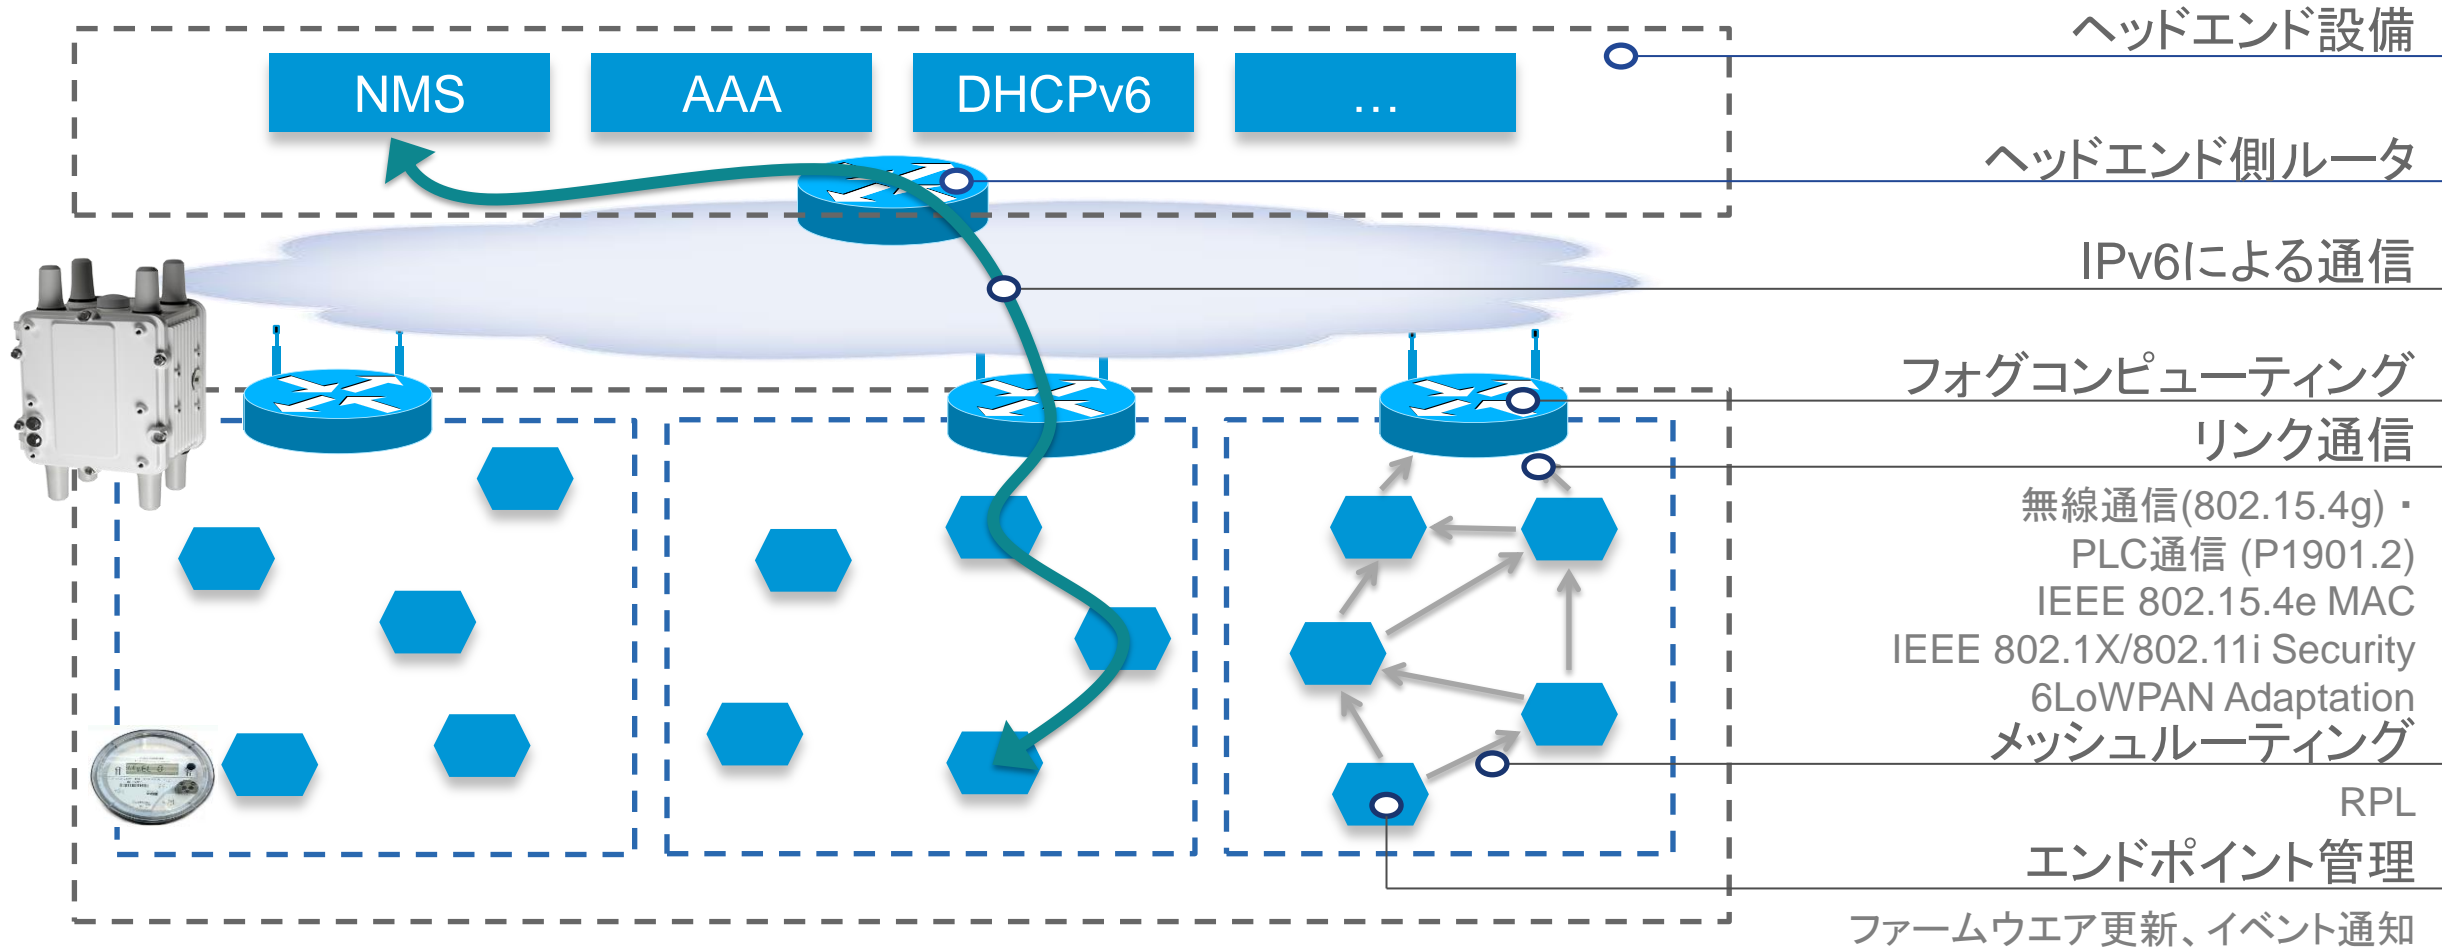 ヘッドエンド設備
NMS
AAA
DHCPv6
…
ヘッドエンド側ルータ
IPv6による通信
フォグコンピューティング
リンク通信
無線通信(802.15.4g)・
PLC通信 (P1901.2)
IEEE 802.15.4e MAC
IEEE 802.1X/802.11i Security
6LoWPAN Adaptation
メッシュルーティング
RPL
エンドポイント管理
ファームウエア更新、イベント通知